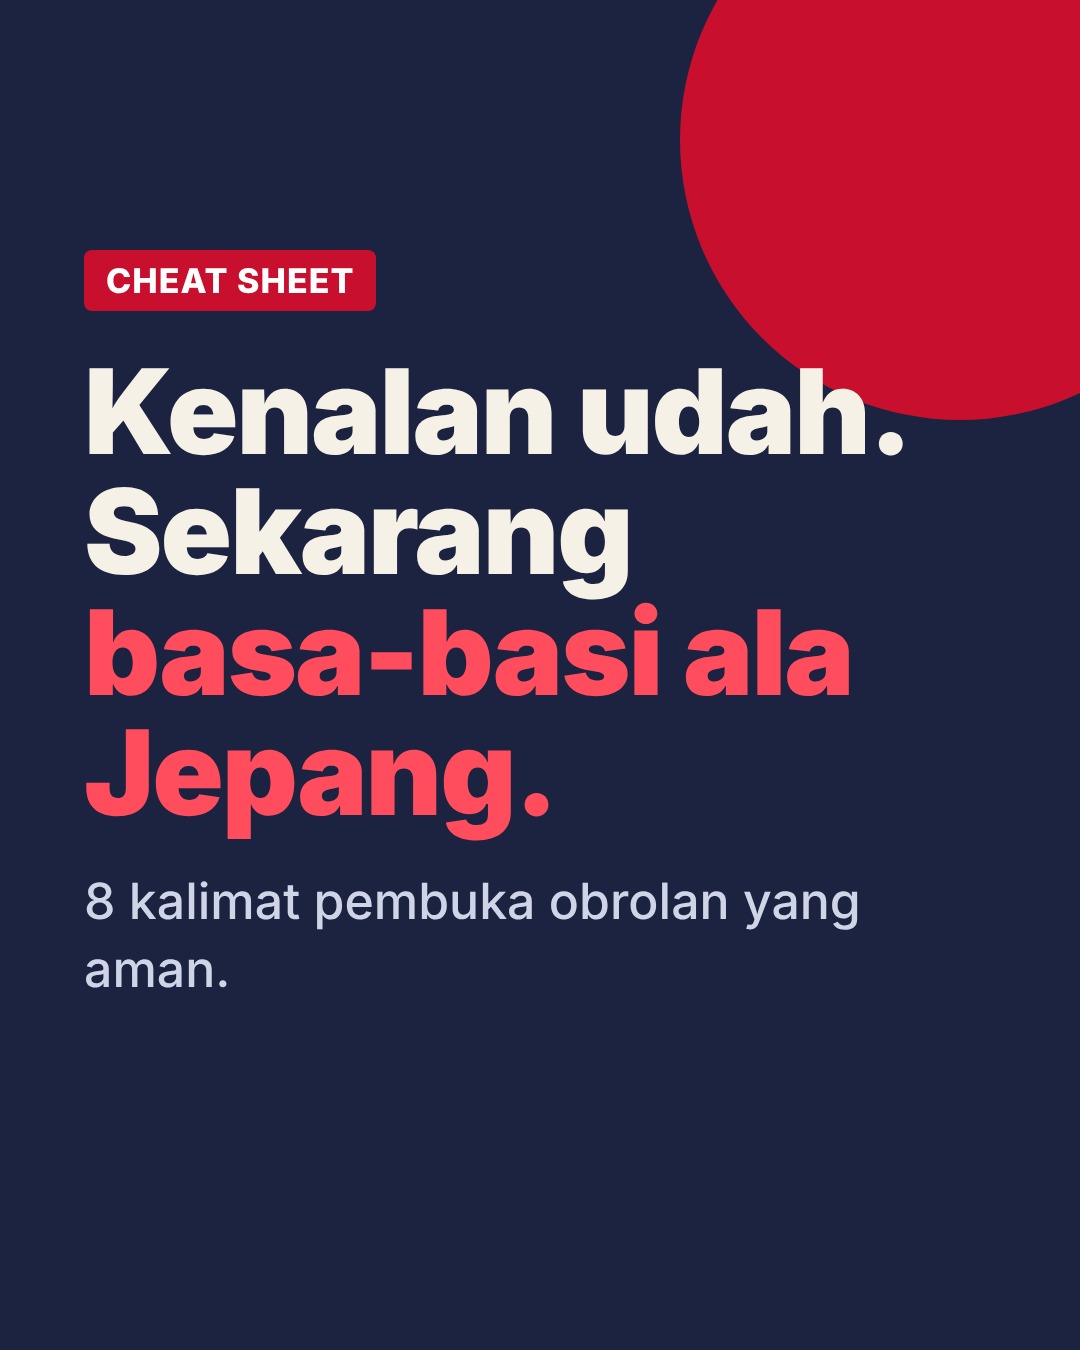 CHEAT SHEET
Kenalan udah.
Sekarang
basa-basi ala
Jepang.
8 kalimat pembuka obrolan yang
aman.